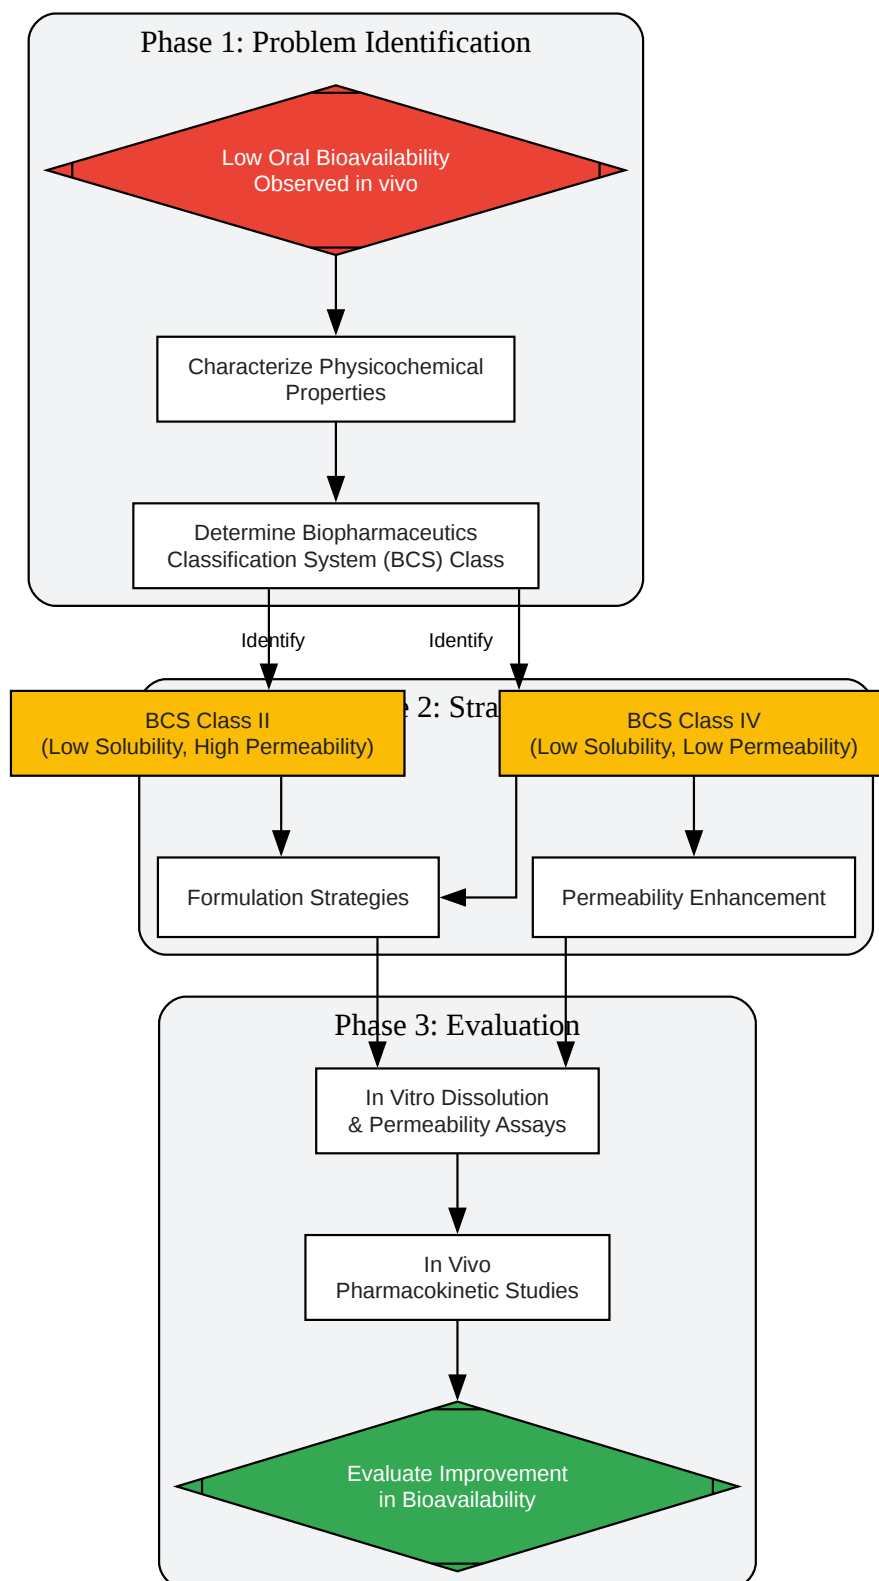 Phase 1: Problem Identification
Low Oral Bioavailability
Observed in vivo
Characterize Physicochemical
Properties
Determine Biopharmaceutics
Classification System (BCS) Class
Identify
Identify
2: Stra
BCS Class II
(Low Solubility, High Permeability)
BCS Class IV
(Low Solubility, Low Permeability)
Formulation Strategies
Permeability Enhancement
Phase 3: Evaluation
In Vitro Dissolution
& Permeability Assays
In Vivo
Pharmacokinetic Studies
Evaluate Improvement
in Bioavailability